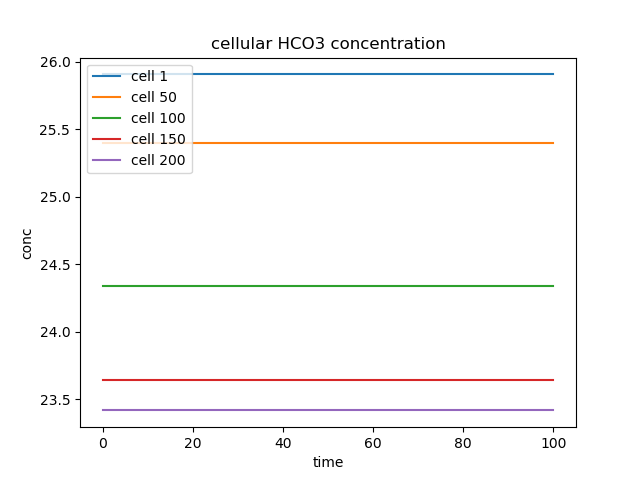 cellular HCO3 concentration
26.0
25.5
25.0
24.5
24.0
23.5
conc
cell 1
cell 50
cell 100
cell 150
cell 200
0 20 40 60 80 100
time